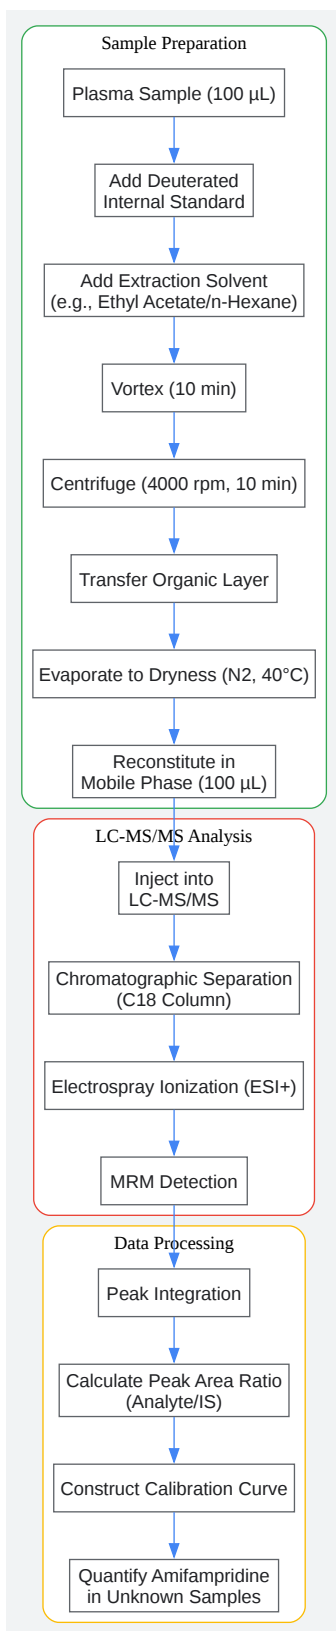 Sample Preparation
Plasma Sample (100 µL)
Add Deuterated
Internal Standard
Add Extraction Solvent
(e.g., Ethyl Acetate/n-Hexane)
Vortex (10 min)
Centrifuge (4000 rpm, 10 min)
Transfer Organic Layer
Evaporate to Dryness (N2, 40°C)
Reconstitute in
Mobile Phase (100 µL)
LC-MS/MS Analysis
Inject into
LC-MS/MS
Chromatographic Separation
(C18 Column)
Electrospray Ionization (ESI+)
MRM Detection
Data Processing
Peak Integration
Calculate Peak Area Ratio
(Analyte/IS)
Construct Calibration Curve
Quantify Amifampridine
in Unknown Samples